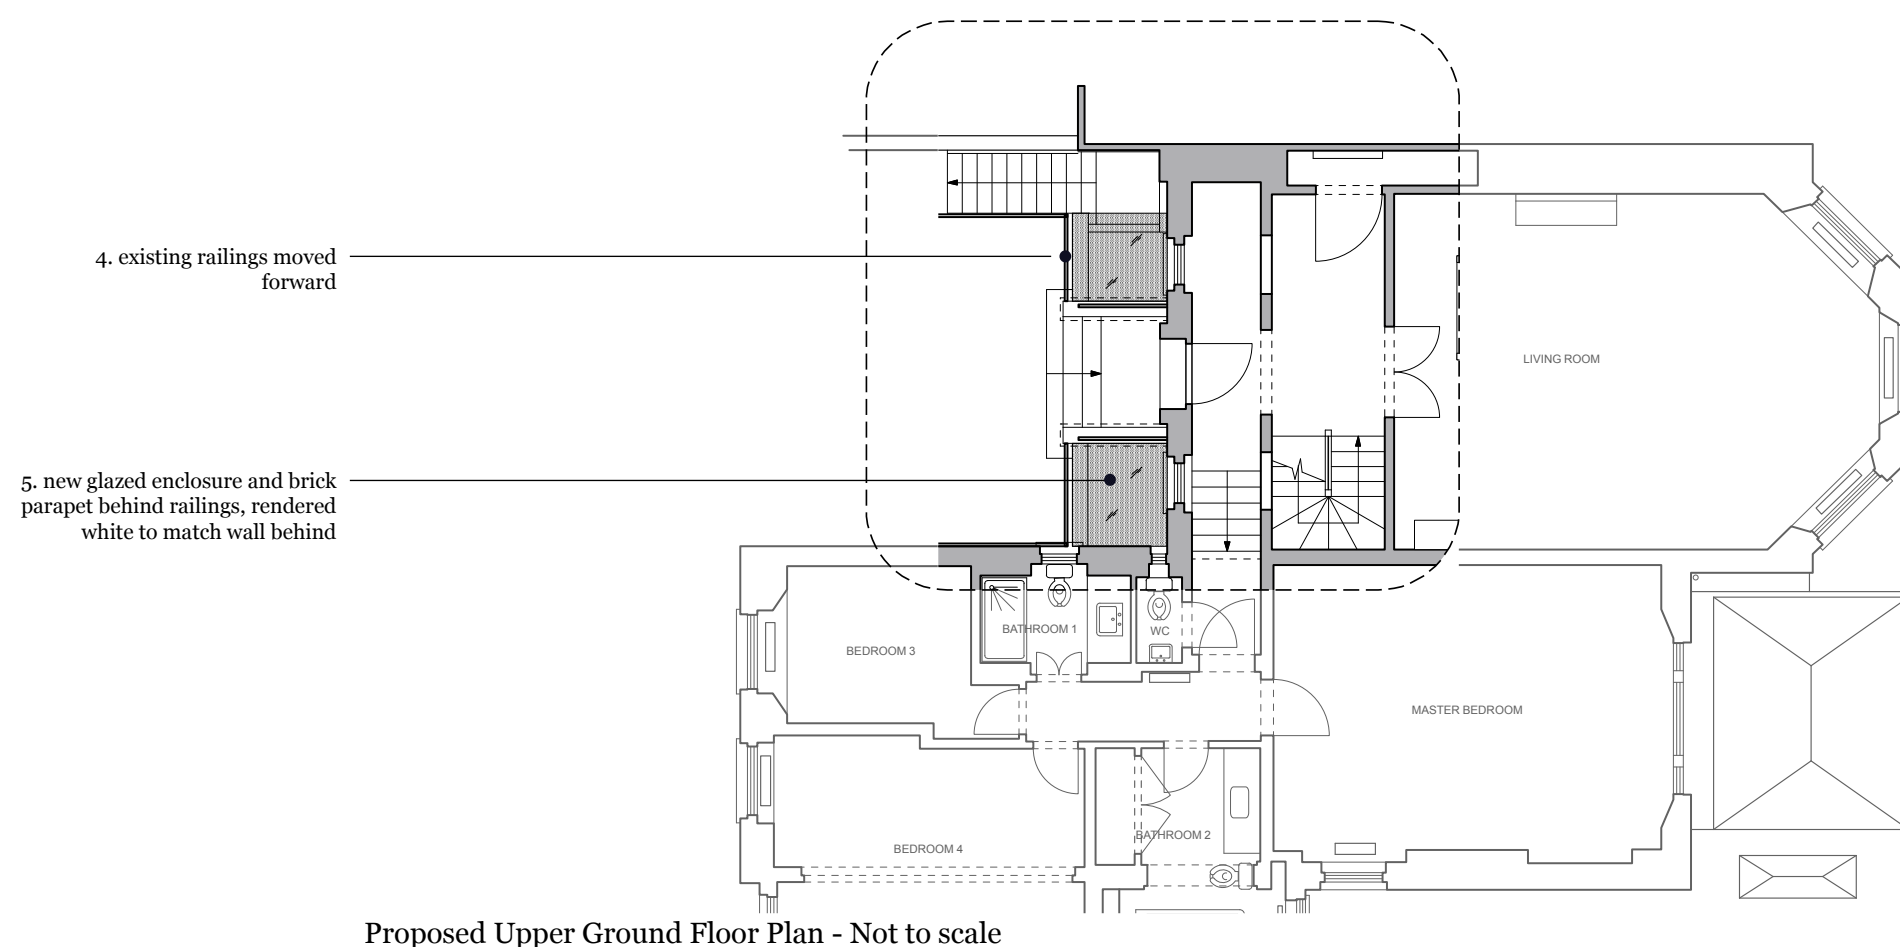 4. existing railings moved
forward
LIVING ROOM
5. new glazed enclosure and brick
parapet behind railings, rendered
white to match wall behind
BATHROOM 1
WC
BEDROOM 3
MASTER BEDROOM
BATHROOM 2
BEDROOM 4
Proposed Upper Ground Floor Plan - Not to scale